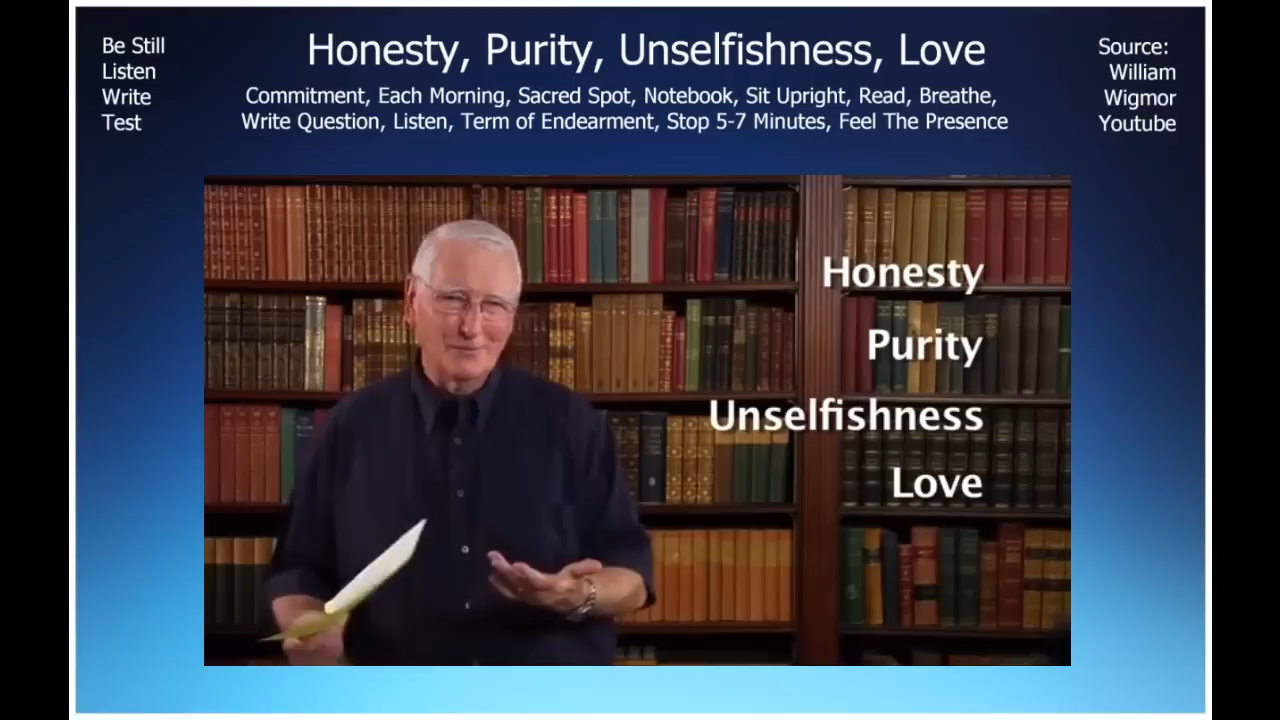 Be Still
Listen
Write
Test
Honesty, Purity, Unselfishness, Love
Commitment, Each Morning, Sacred Spot, Notebook, Sit Upright, Read, Breathe,
Write Question, Listen, Term of Endearment, Stop 5-7 Minutes, Feel The Presence
Source:
William
Wigmor
Youtube
Honesty
Purity
Unselfishness
Love